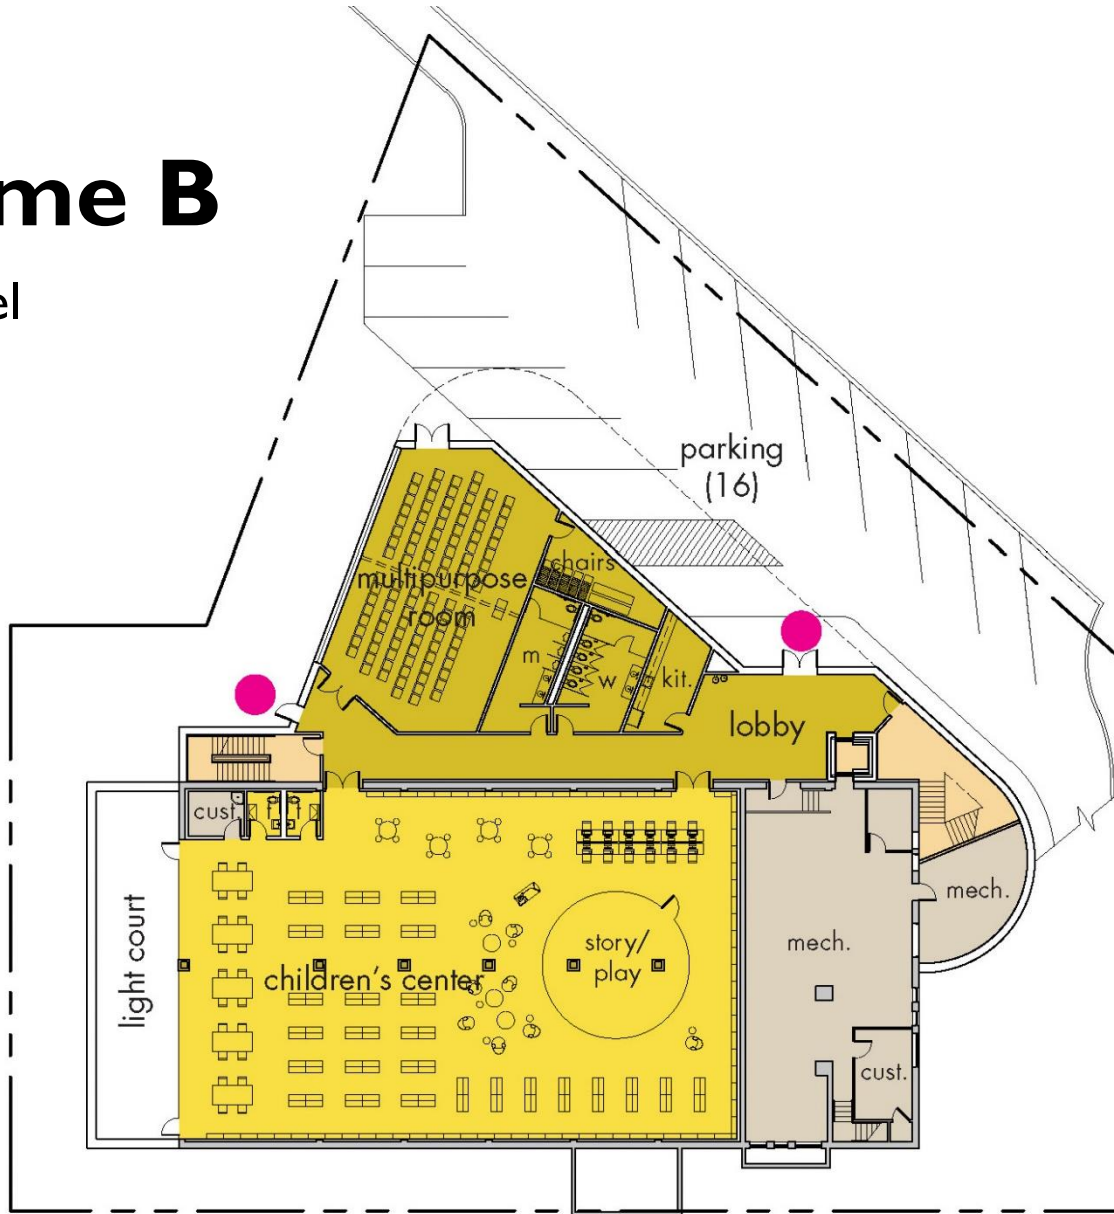 me B
el
parking
(16)
chairs
multipurpose
room
m
w
kit.
lobby
cust.
t
t
light court
children's center
story/
play
mech.
mech.
cust.